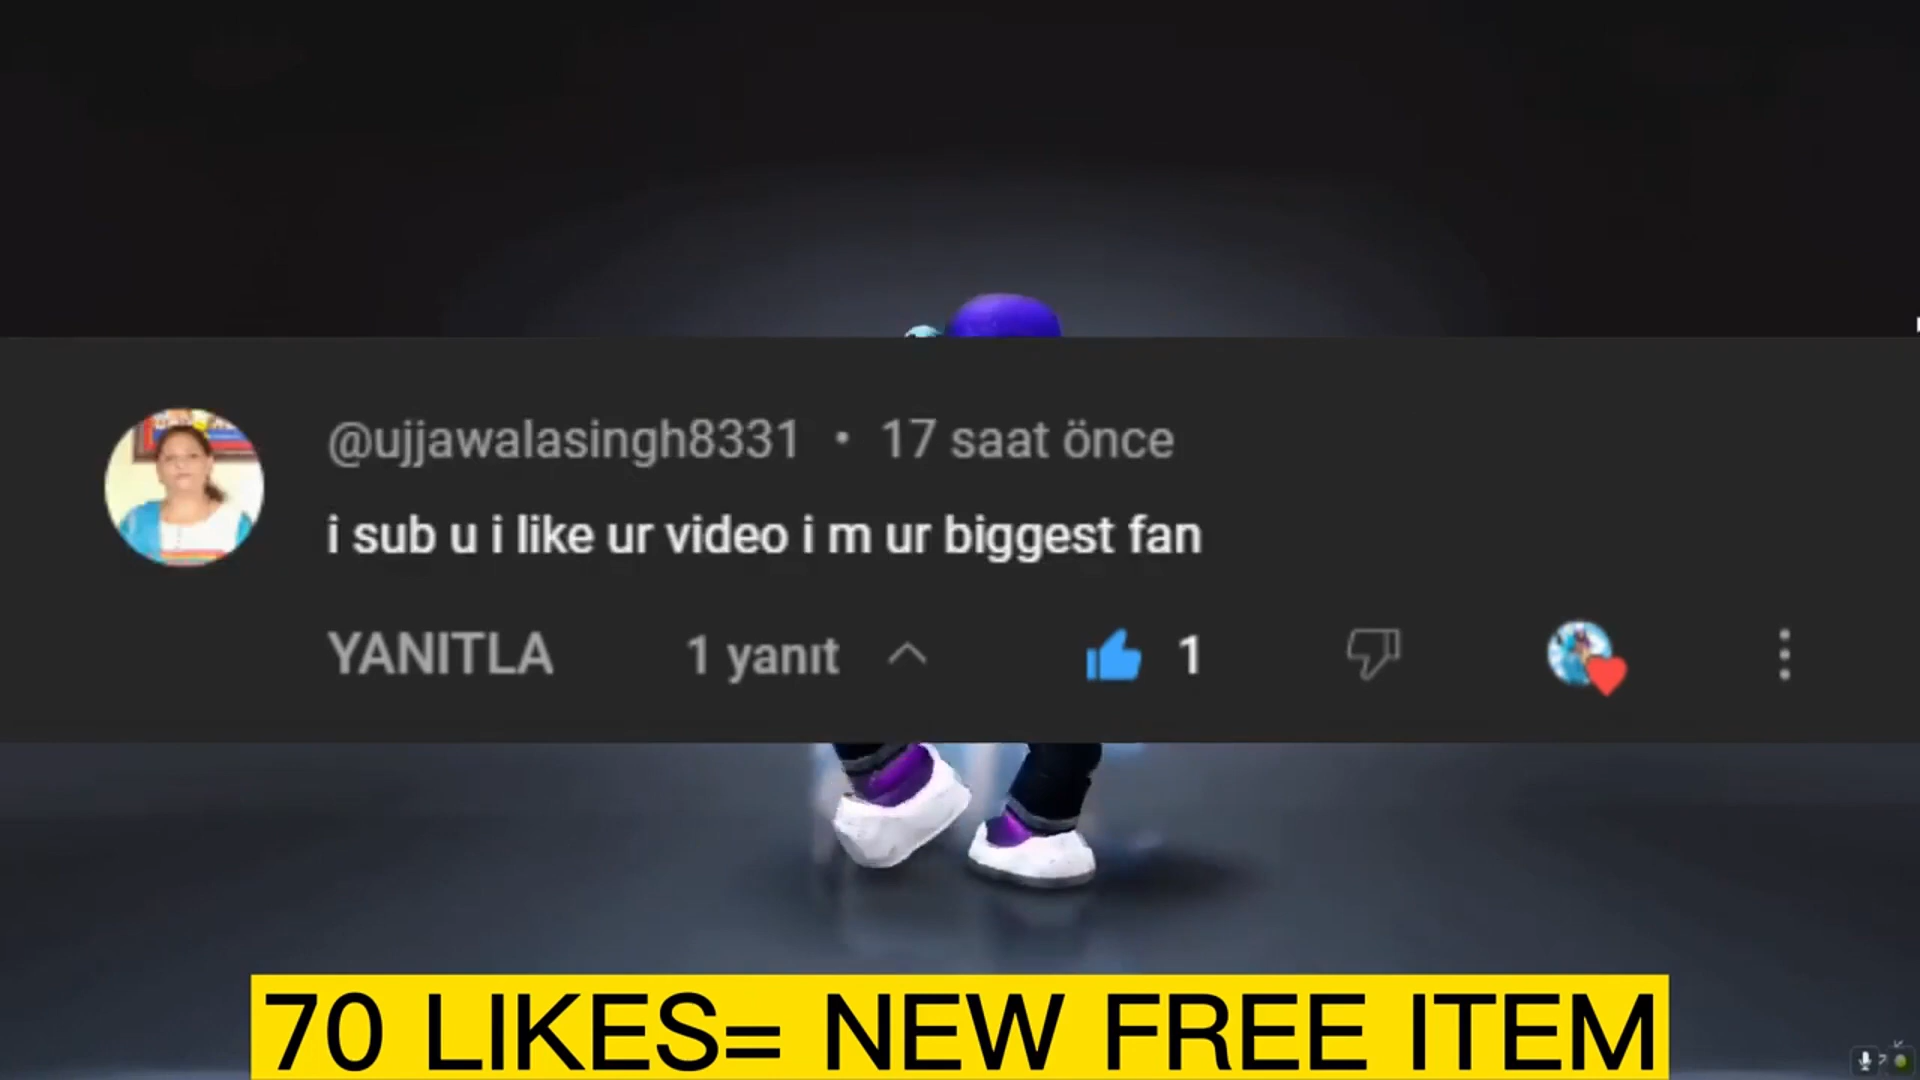 @ujjawalasingh8331 • 17 saat önce
i sub u i like ur video i m ur biggest fan
YANITLA 1 yanıt 1
70 LIKES= NEW FREE ITEM